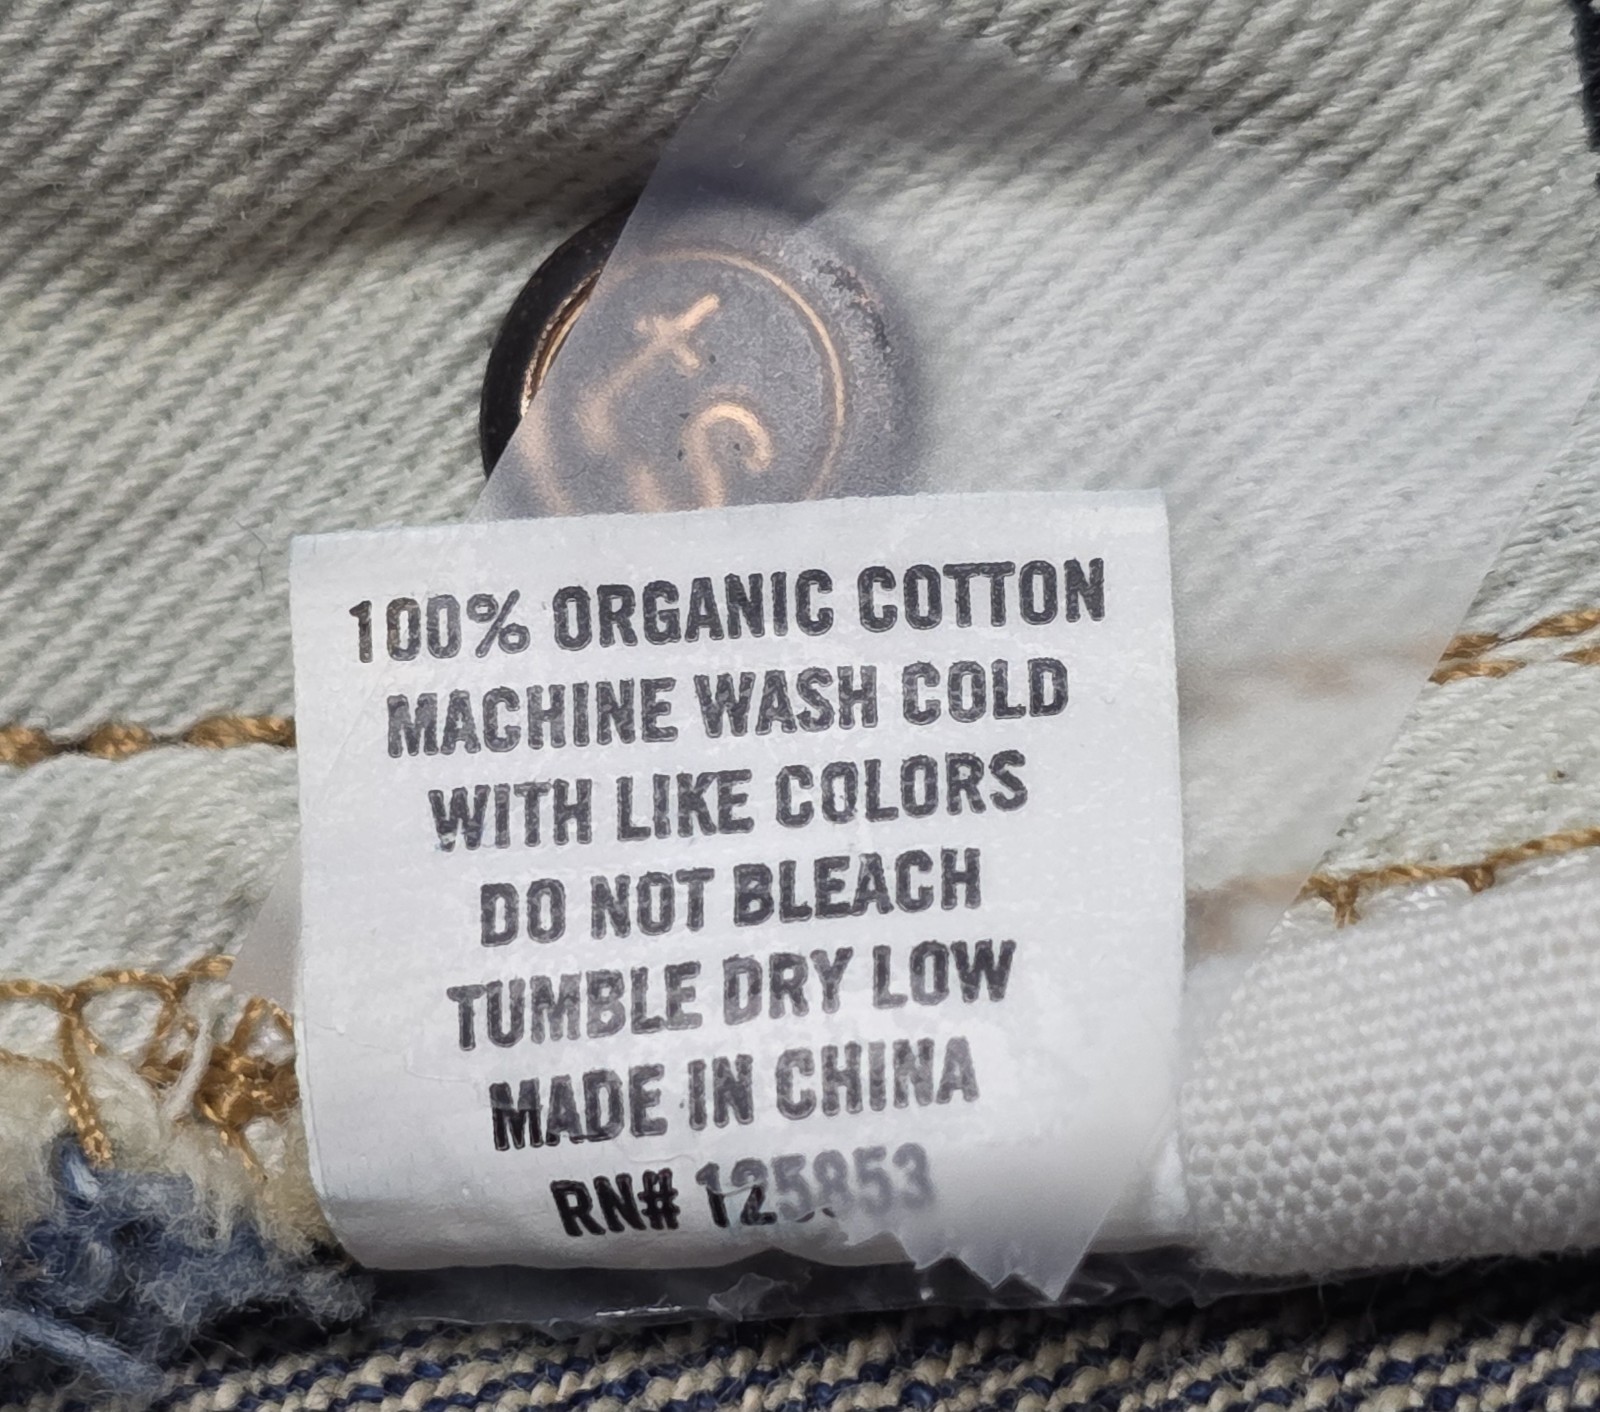 100% ORGANIC COTTON
MACHINE WASH COLD
WITH LIKE COLORS
DO NOT BLEACH
TUMBLE DRY LOW
MADE IN CHINA
RN# 125853